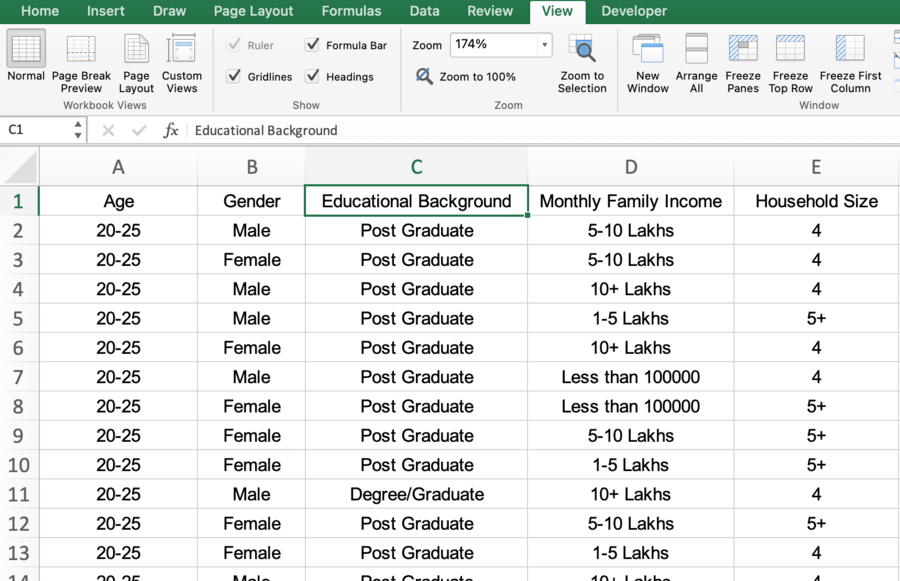 Home Insert Draw Page Layout Formulas Data Review View Developer
Normal Page Break Preview Page Layout Custom Views
Workbook Views
Ruler Formula Bar
Gridlines Headings
Show
Zoom 174%
Zoom to 100%
Zoom to Selection
Zoom
New Window Arrange All Freeze Panes Freeze Top Row Freeze First Column
Window
C1 fx Educational Background
A B C D E
1 Age Gender Educational Background Monthly Family Income Household Size
2 20-25 Male Post Graduate 5-10 Lakhs 4
3 20-25 Female Post Graduate 5-10 Lakhs 4
4 20-25 Male Post Graduate 10+ Lakhs 4
5 20-25 Male Post Graduate 1-5 Lakhs 5+
6 20-25 Female Post Graduate 10+ Lakhs 4
7 20-25 Male Post Graduate Less than 100000 4
8 20-25 Female Post Graduate Less than 100000 5+
9 20-25 Female Post Graduate 5-10 Lakhs 5+
10 20-25 Female Post Graduate 1-5 Lakhs 5+
11 20-25 Male Degree/Graduate 10+ Lakhs 4
12 20-25 Female Post Graduate 5-10 Lakhs 5+
13 20-25 Female Post Graduate 1-5 Lakhs 4
14 20-25 Male Post Graduate 10+ Lakhs